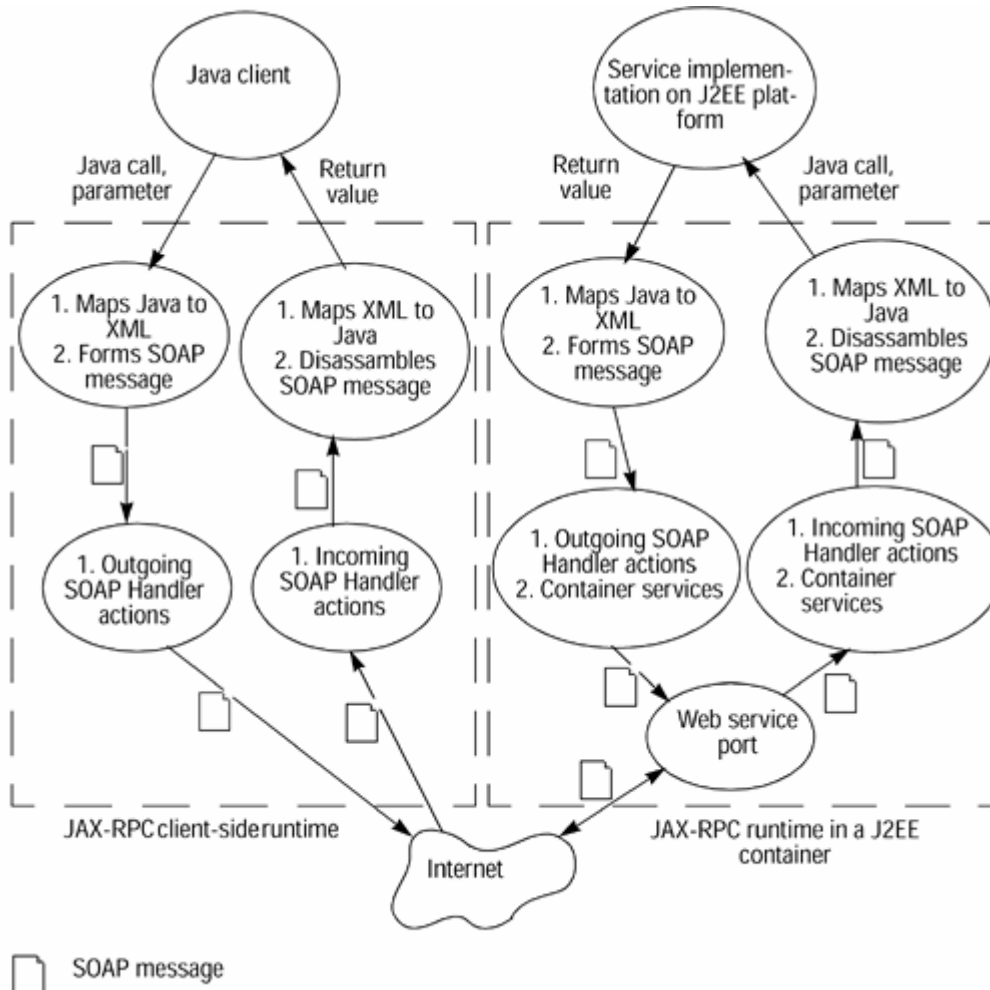 Java client
Service implemen-
tation on J2EE plat-
form
Java call,
parameter
Return
value
Return
value
Java call,
parameter
1. Maps Java to
XML
2. Forms SOAP
message
1. Maps XML to
Java
2. Disassambles
SOAP message
1. Maps Java to
XML
2. Forms SOAP
message
1. Maps XML to
Java
2. Disassambles
SOAP message
1. Outgoing
SOAP Handler
actions
1. Incoming
SOAP Handler
actions
1. Outgoing SOAP
Handler actions
2. Container services
1. Incoming SOAP
Handler actions
2. Container
services
Web service
port
JAX-RPC client-side runtime
JAX-RPC runtime in a J2EE
container
Internet
SOAP message